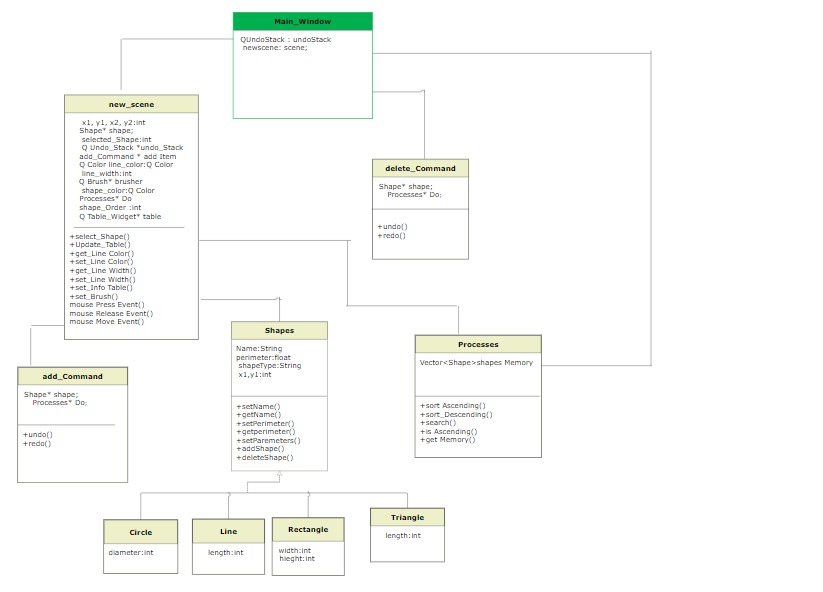 Main_Window
QUndoStack : undoStack
newscene: scene;
new_scene
x1, y1, x2, y2:int
Shape* shape;
selected_Shape:int
Q Undo_Stack *undo_Stack
add_Command * add Item
Q Color line_color:Q Color
line_width:int
Q Brush* brusher
shape_color:Q Color
Processes* Do
shape_Order :int
Q Table_Widget* table
+select_Shape()
+Update_Table()
+get_Line Color()
+set_Line Color()
+get_Line Width()
+set_Line Width()
+set_Info Table()
+set_Brush()
mouse Press Event()
mouse Release Event()
mouse Move Event()
delete_Command
Shape* shape;
Processes* Do;
+undo()
+redo()
add_Command
Shape* shape;
Processes* Do;
+undo()
+redo()
Shapes
Name:String
perimeter:float
shapeType:String
x1,y1:int
+setName()
+getName()
+setPerimeter()
+getperimeter()
+setParemeters()
+addShape()
+deleteShape()
Processes
Vector<Shape>shapes Memory
+sort Ascending()
+sort_Descending()
+search()
+is Ascending()
+get Memory()
Circle
diameter:int
Line
length:int
Rectangle
width:int
hieght:int
Triangle
length:int